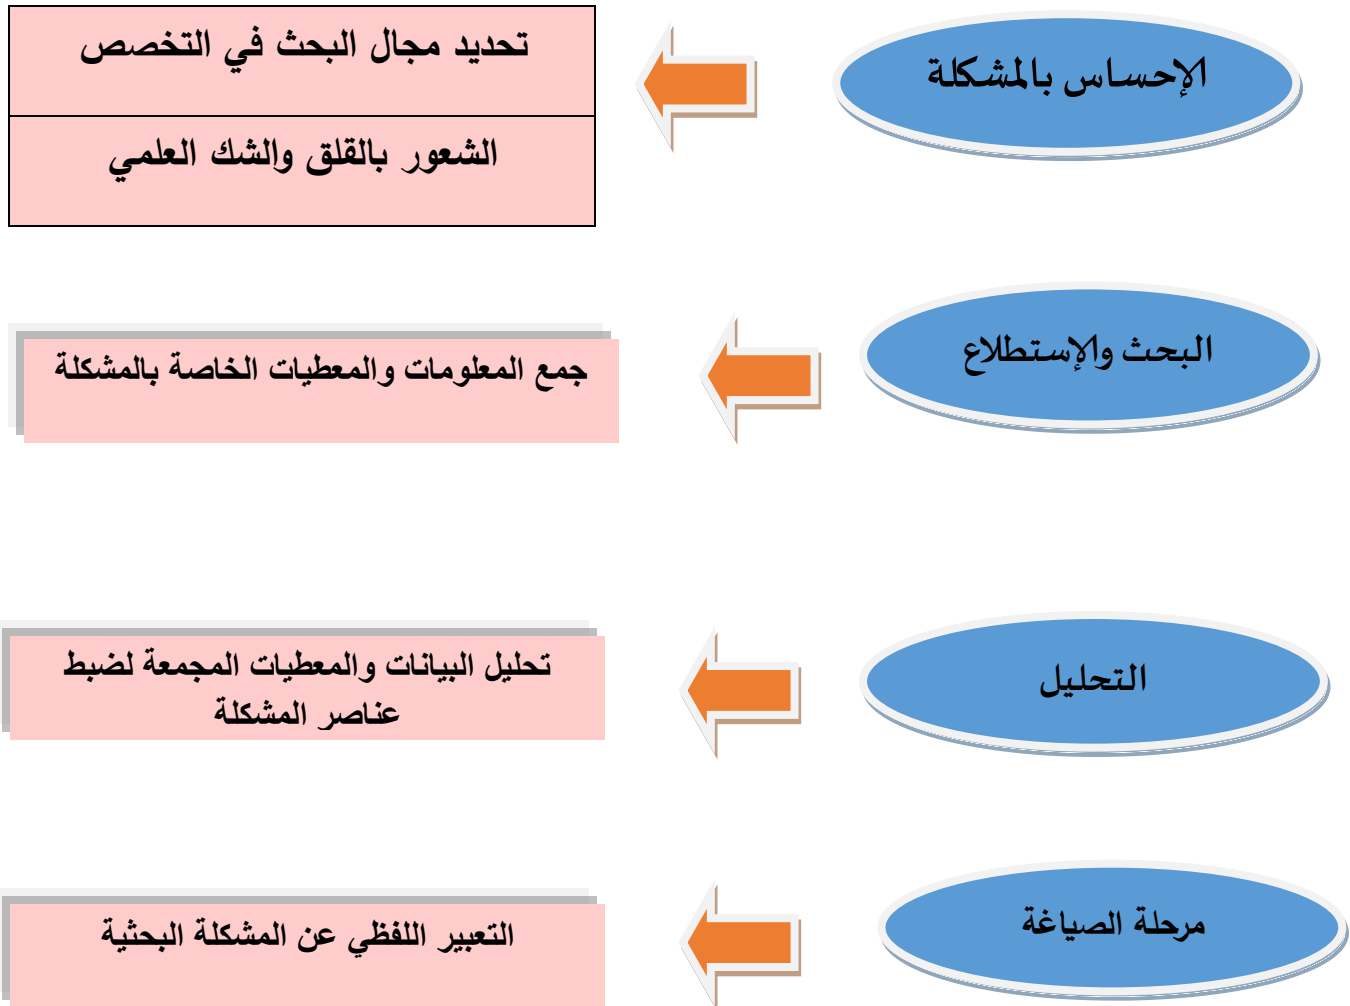 الإحساس بالمشكلة
تحديد مجال البحث في التخصص
الشعور بالقلق والشك العلمي
البحث والإستطلاع
جمع المعلومات والمعطيات الخاصة بالمشكلة
التحليل
تحليل البيانات والمعطيات المجمعة لضبط
عناصر المشكلة
مرحلة الصياغة
التعبير اللفظي عن المشكلة البحثية